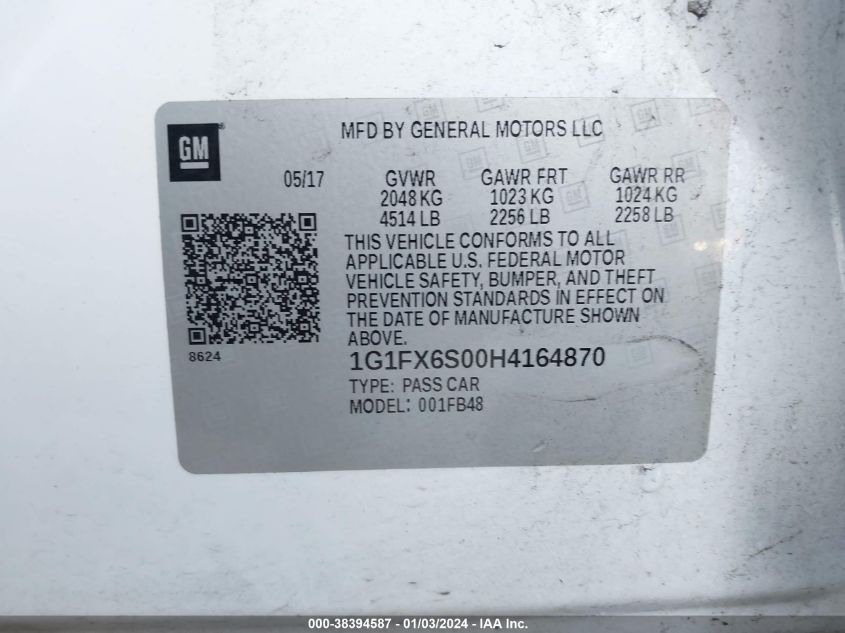 GM
MFD BY GENERAL MOTORS LLC
05/17 GVWR GAWR FRT GAWR RR
2048 KG 1023 KG 1024 KG
4514 LB 2256 LB 2258 LB
THIS VEHICLE CONFORMS TO ALL
APPLICABLE U.S. FEDERAL MOTOR
VEHICLE SAFETY, BUMPER, AND THEFT
PREVENTION STANDARDS IN EFFECT ON
THE DATE OF MANUFACTURE SHOWN
ABOVE.
8624
1G1FX6S00H4164870
TYPE: PASS CAR
MODEL: 001FB48
000-38394587 - 01/03/2024 - IAA Inc.